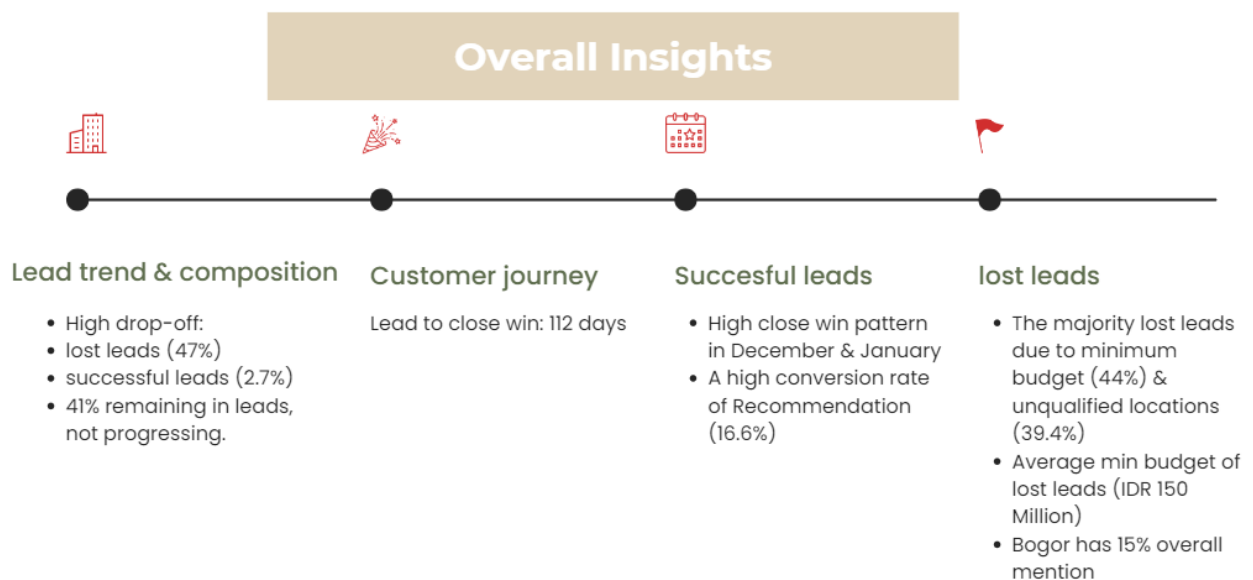 Overall Insights
Lead trend & composition
• High drop-off:
• lost leads (47%)
• successful leads (2.7%)
• 41% remaining in leads,
not progressing.
Customer journey
Lead to close win: 112 days
Succesful leads
• High close win pattern
in December & January
• A high conversion rate
of Recommendation
(16.6%)
lost leads
• The majority lost leads
due to minimum
budget (44%) &
unqualified locations
(39.4%)
• Average min budget of
lost leads (IDR 150
Million)
• Bogor has 15% overall
mention